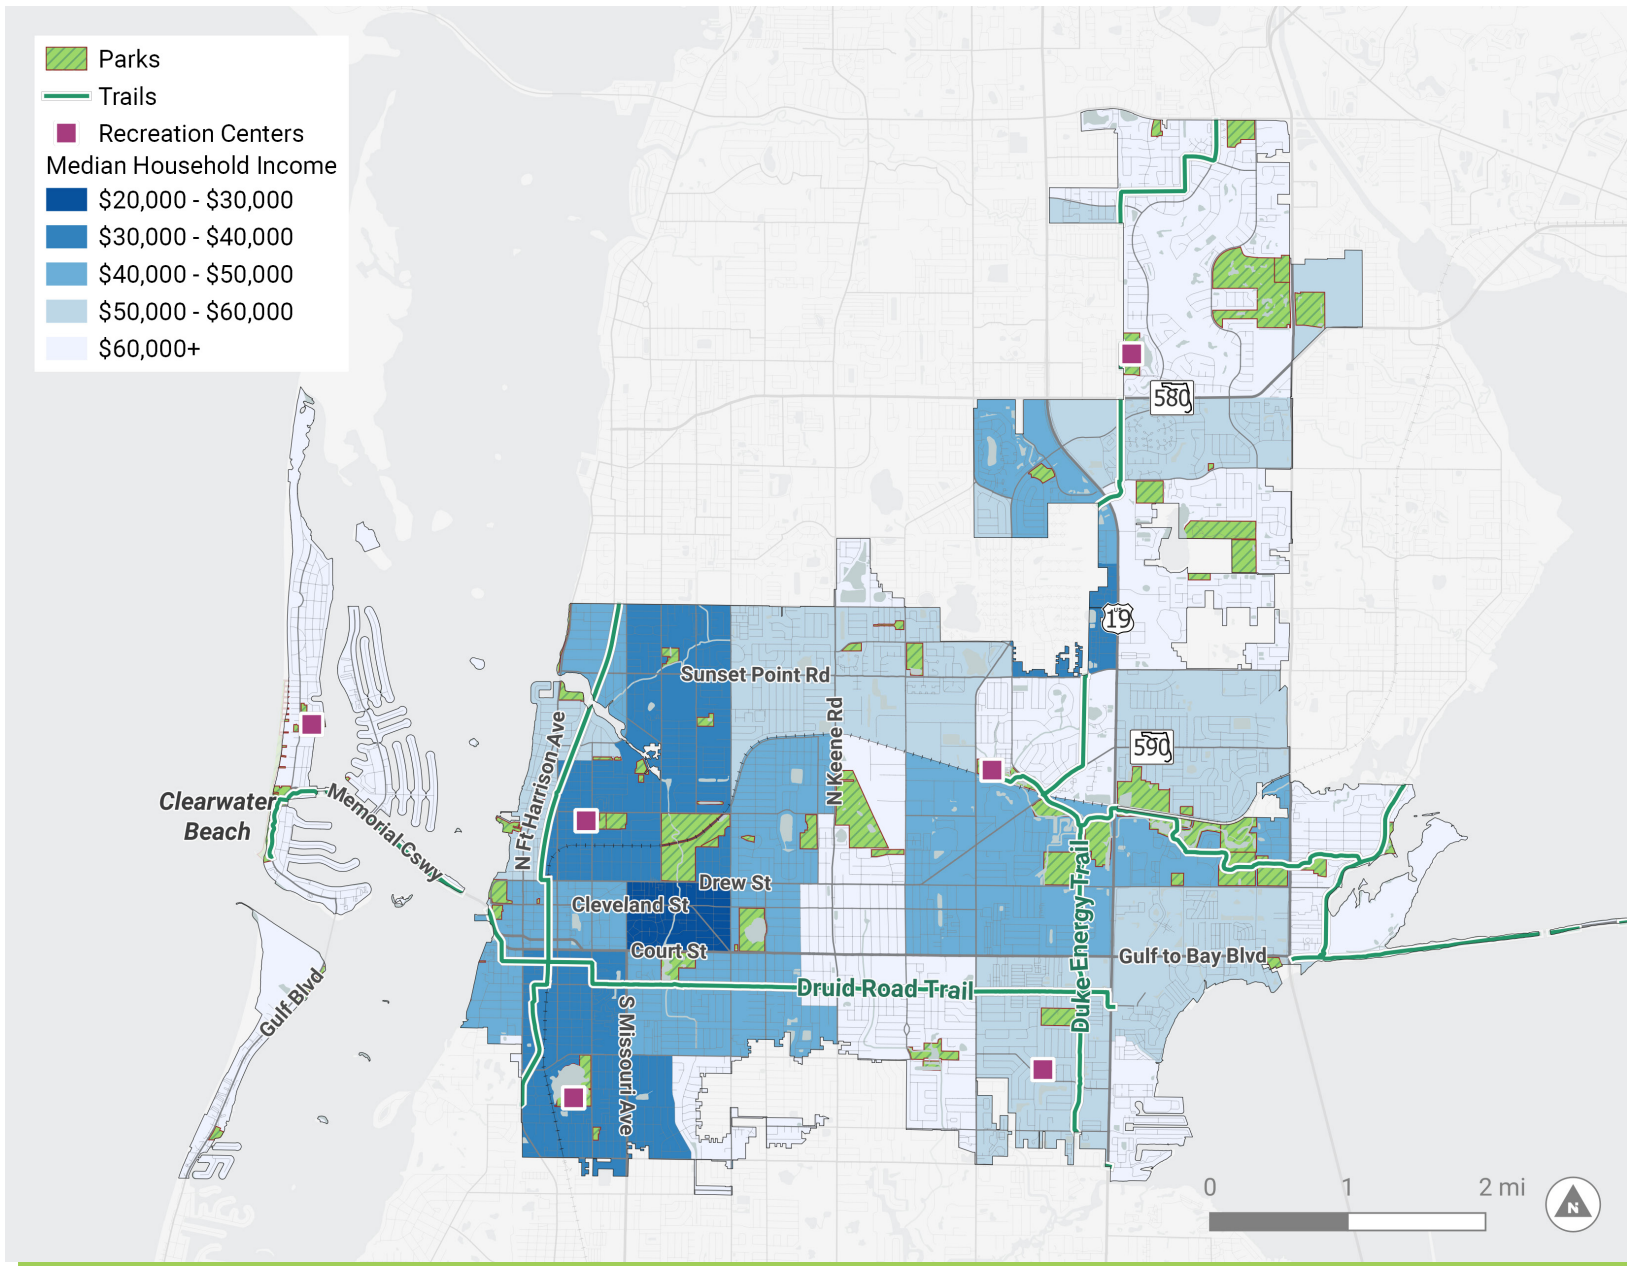 Parks
Trails
Recreation Centers
Median Household Income
$20,000 - $30,000
$30,000 - $40,000
$40,000 - $50,000
$50,000 - $60,000
$60,000+
580
US
19
Sunset Point Rd
N Keene Rd
590
N Ft Harrison Ave
Clearwater
Beach
Memorial Cswy
Drew St
Cleveland St
Court St
Duke Energy Trail
Gulf to Bay Blvd
Druid Road Trail
Gulf Blvd
S Missouri Ave
0 1 2 mi
N